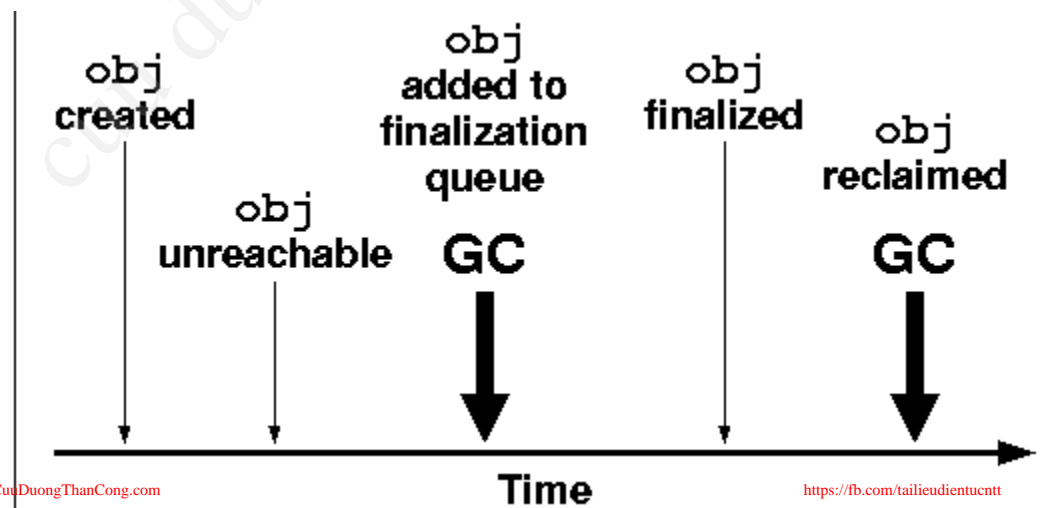 obj
created
obj
unreachable
obj
added to
finalization
queue
GC
obj
finalized
obj
reclaimed
GC
Time
CuuDuongThanCong.com
https://fb.com/tailieudientucntt